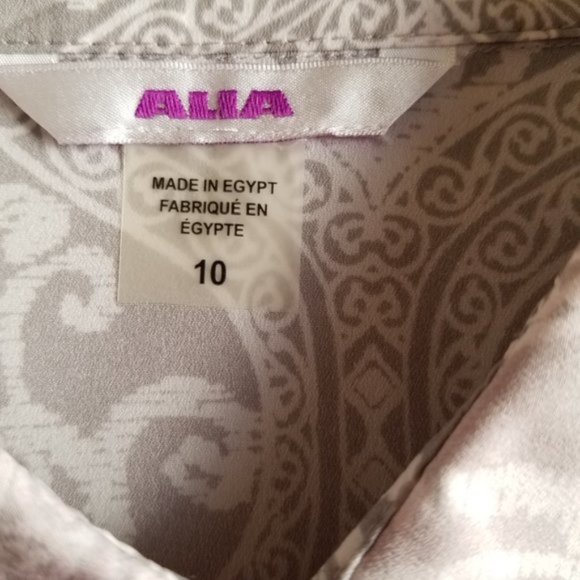 ALIA
MADE IN EGYPT
FABRIQUÉ EN
ÉGYPTE
10